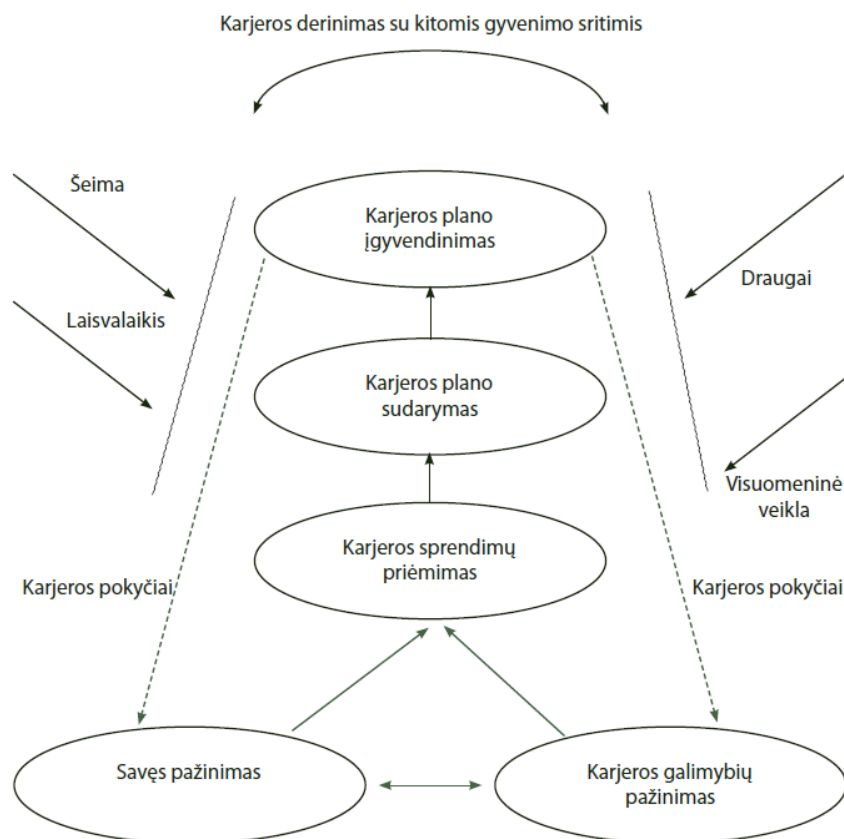 Karjeros derinimas su kitomis gyvenimo sritimis
Šeima
Karjeros plano
įgyvendinimas
Draugai
Laisvalaikis
Karjeros plano
sudarymas
Visuomeninė
veikla
Karjeros sprendimų
priėmimas
Karjeros pokyčiai
Karjeros pokyčiai
Savęs pažinimas
Karjeros galimybių
pažinimas